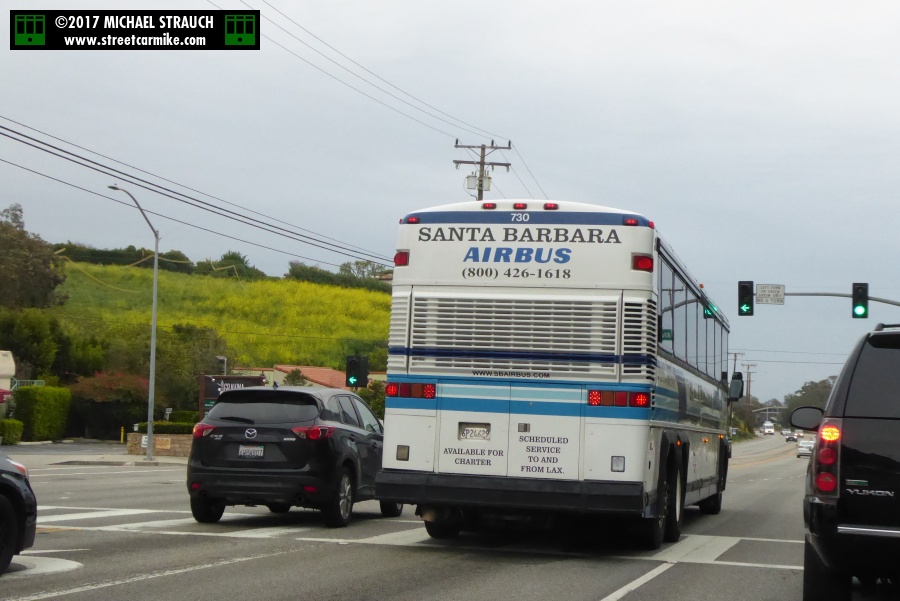 ©2017 MICHAEL STRAUCH
www.streetcarmike.com
730
SANTA BARBARA
AIRBUS
(800) 426-1618
WWW.SBAIRBUS.COM
6P24629
AVAILABLE FOR
CHARTER
SCHEDULED
SERVICE
TO AND
FROM LAX.
YUKON